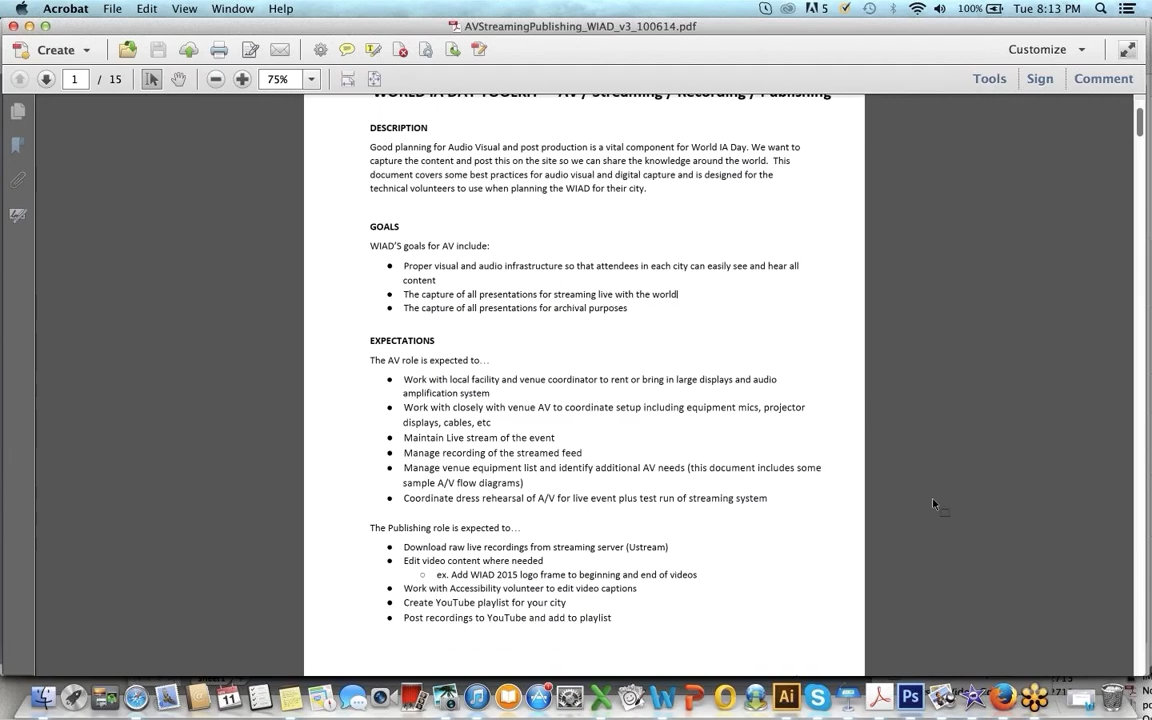 Acrobat File Edit View Window Help 5 100% Tue 8:13 PM
AVStreamingPublishing_WIAD_v3_100614.pdf
Create Customize
1 / 15 75% Tools Sign Comment
WORLD IA DAY TOOLKIT – AV / Streaming / Recording / Publishing
DESCRIPTION
Good planning for Audio Visual and post production is a vital component for World IA Day. We want to
capture the content and post this on the site so we can share the knowledge around the world. This
document covers some best practices for audio visual and digital capture and is designed for the
technical volunteers to use when planning the WIAD for their city.
GOALS
WIAD'S goals for AV include:
● Proper visual and audio infrastructure so that attendees in each city can easily see and hear all
content
● The capture of all presentations for streaming live with the world
● The capture of all presentations for archival purposes
EXPECTATIONS
The AV role is expected to…
● Work with local facility and venue coordinator to rent or bring in large displays and audio
amplification system
● Work with closely with venue AV to coordinate setup including equipment mics, projector
displays, cables, etc
● Maintain Live stream of the event
● Manage recording of the streamed feed
● Manage venue equipment list and identify additional AV needs (this document includes some
sample A/V flow diagrams)
● Coordinate dress rehearsal of A/V for live event plus test run of streaming system
The Publishing role is expected to…
● Download raw live recordings from streaming server (Ustream)
● Edit video content where needed
○ ex. Add WIAD 2015 logo frame to beginning and end of videos
● Work with Accessibility volunteer to edit video captions
● Create YouTube playlist for your city
● Post recordings to YouTube and add to playlist
11 Ai Ps